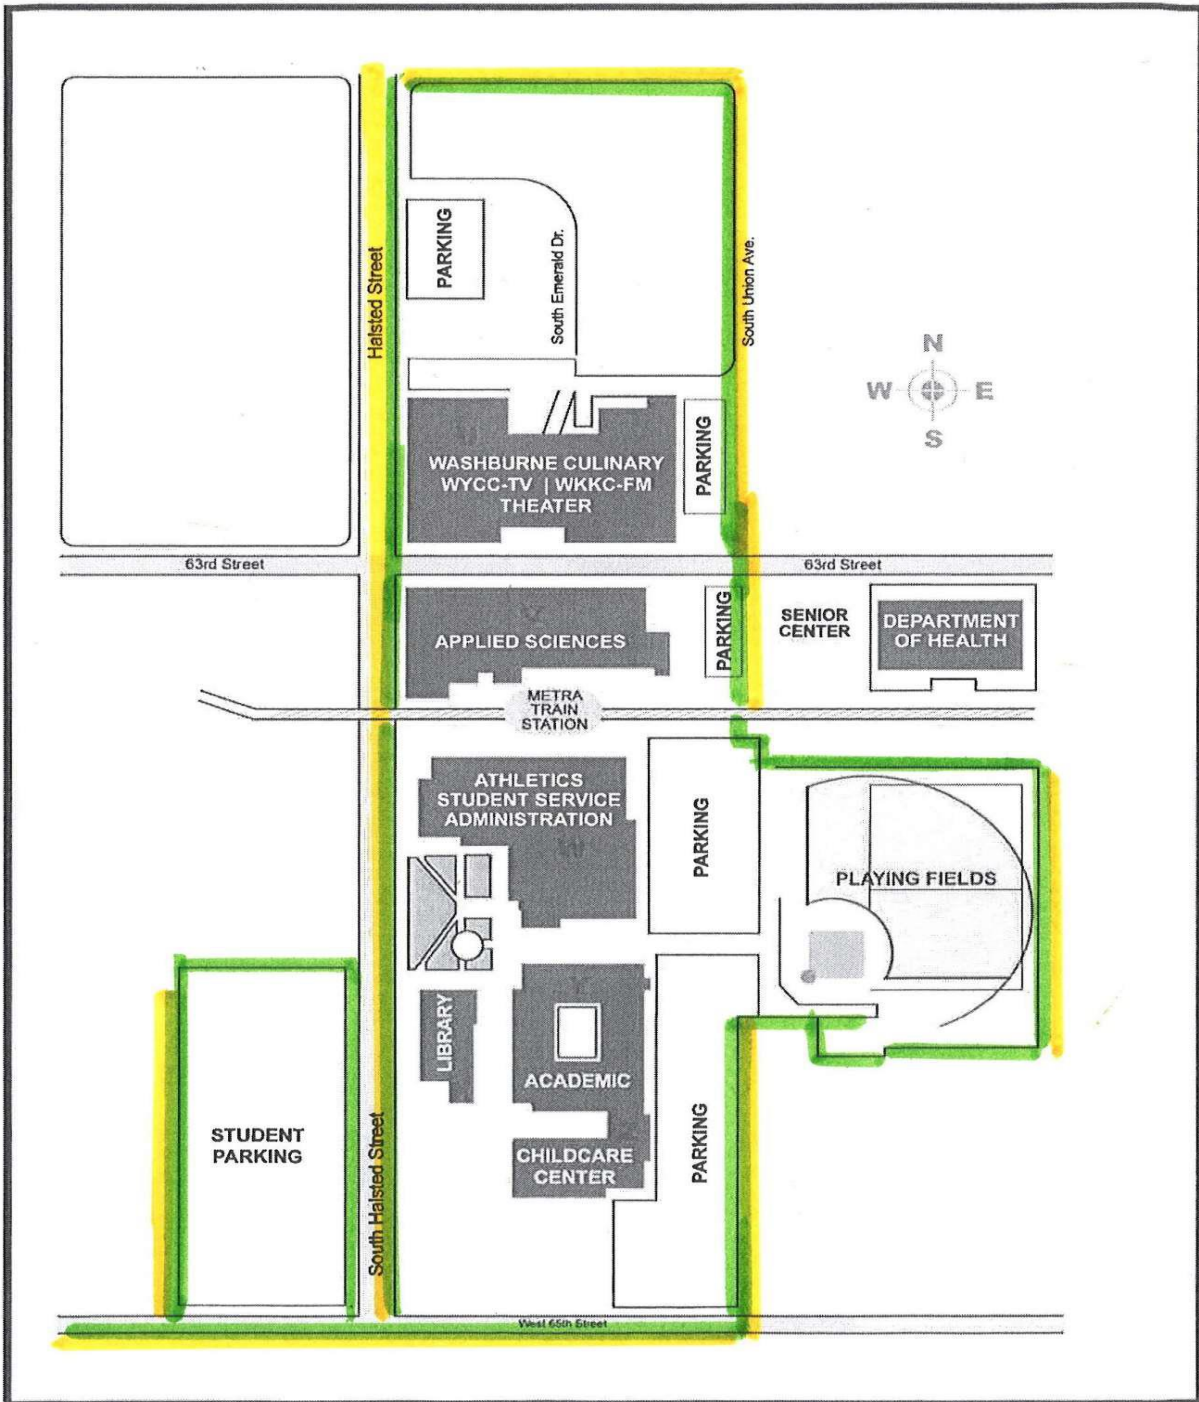 Halsted Street
PARKING
South Emerald Dr.
South Union Ave.
N
W
E
S
WASHBURNE CULINARY
WYCC-TV | WKKC-FM
THEATER
PARKING
63rd Street
63rd Street
APPLIED SCIENCES
PARKING
SENIOR
CENTER
DEPARTMENT
OF HEALTH
METRA
TRAIN
STATION
ATHLETICS
STUDENT SERVICE
ADMINISTRATION
PARKING
PLAYING FIELDS
LIBRARY
ACADEMIC
STUDENT
PARKING
South Halsted Street
CHILDCARE
CENTER
PARKING
West 65th Street